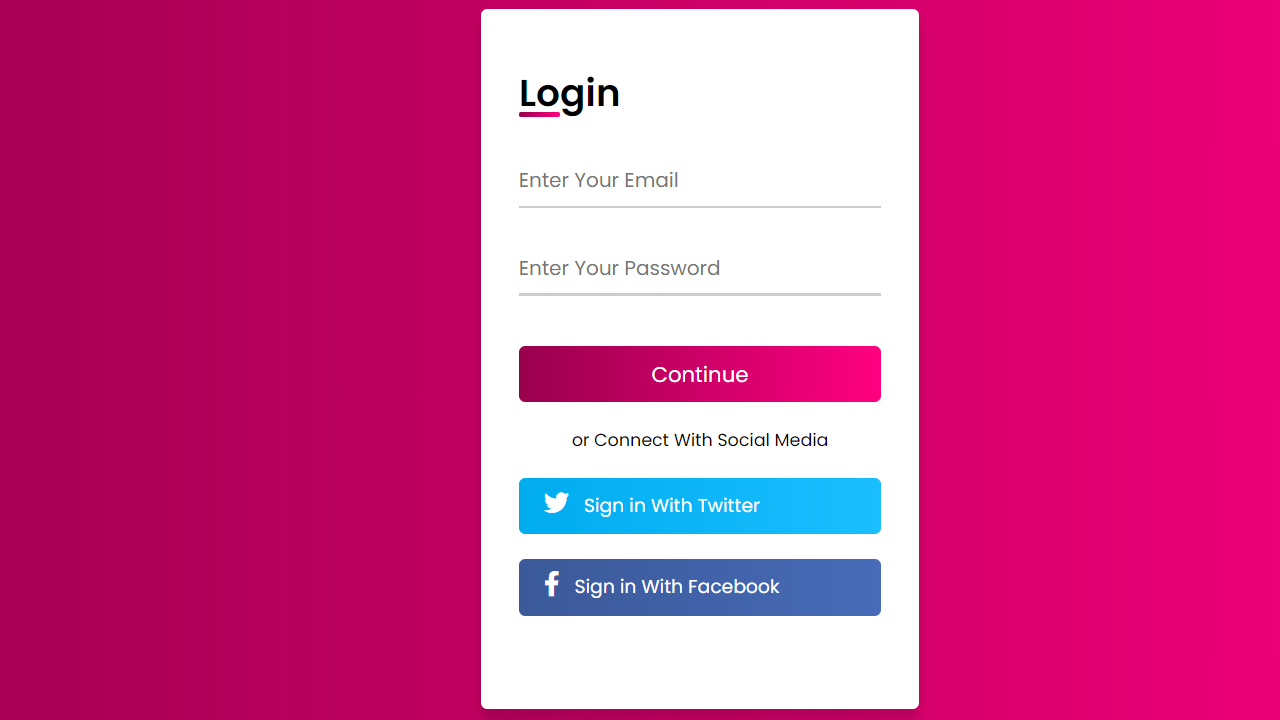 Login
Enter Your Email
Enter Your Password
Continue
or Connect With Social Media
Sign in With Twitter
Sign in With Facebook